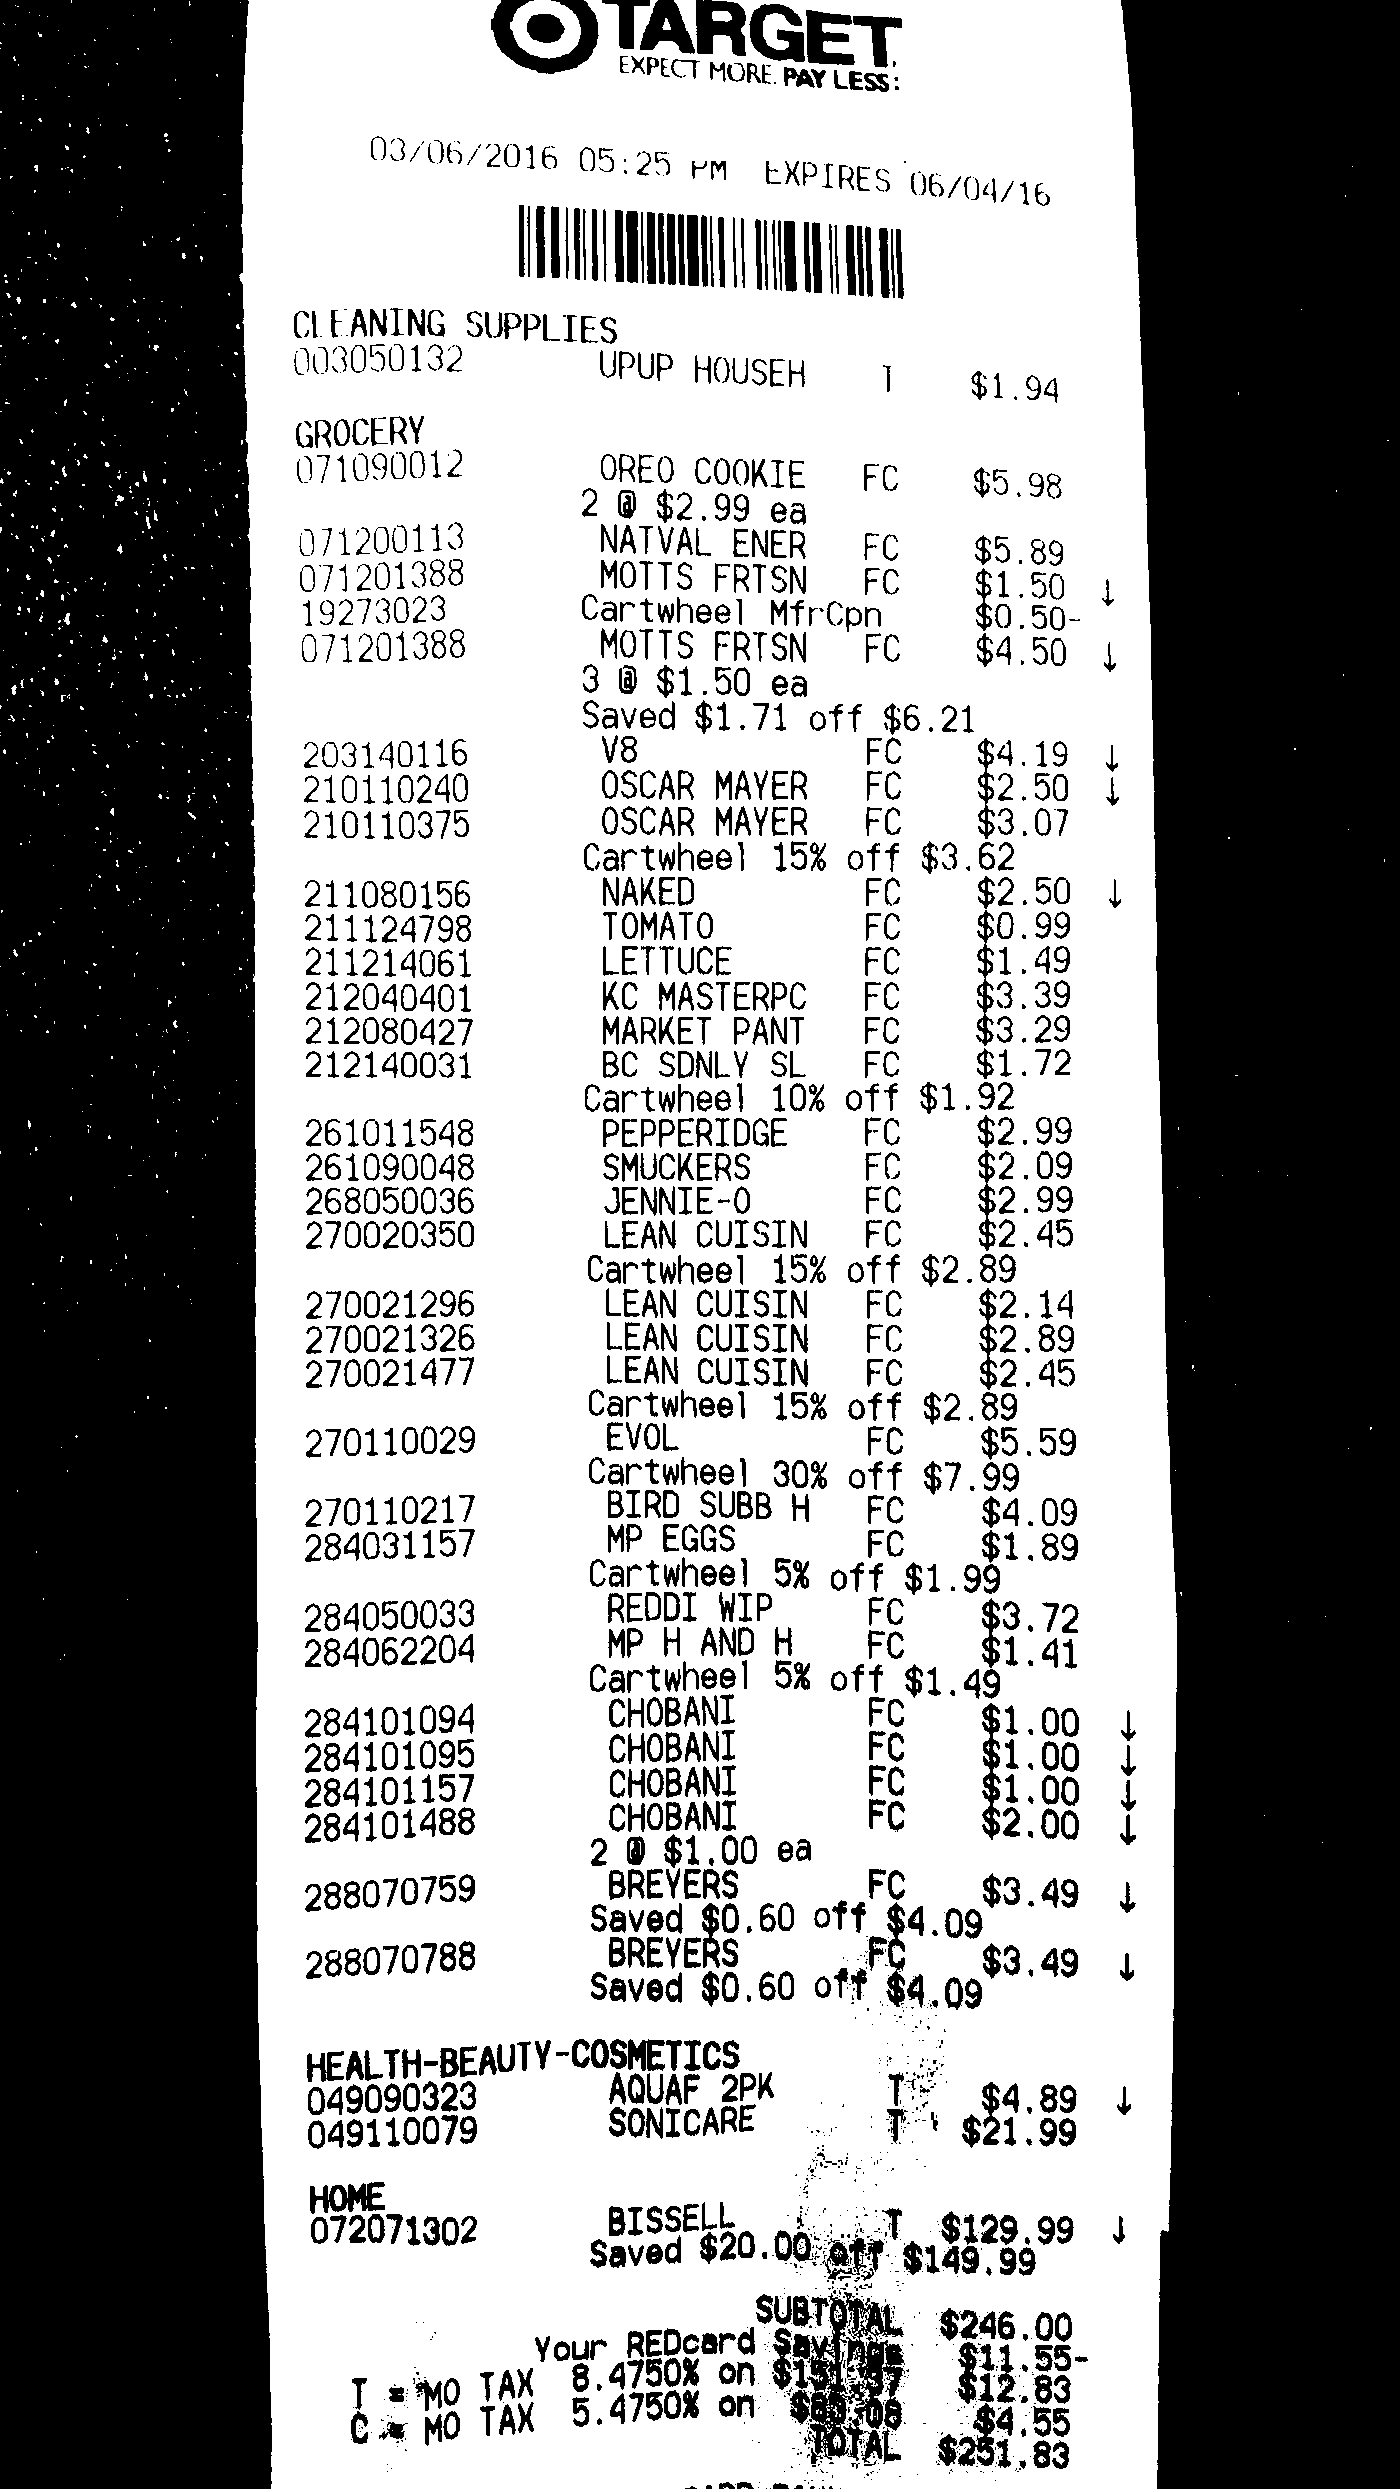 TARGET
EXPECT MORE. PAY LESS.
03/06/2016 05:25 PM EXPIRES 06/04/16
CLEANING SUPPLIES
003050132 UPUP HOUSEH T $1.94
GROCERY
071090012 OREO COOKIE FC $5.98
2 @ $2.99 ea
071200113 NATVAL ENER FC $5.89
071201388 MOTTS FRTSN FC $1.50 ↓
19273023 Cartwheel MfrCpn $0.50-
071201388 MOTTS FRTSN FC $4.50 ↓
3 @ $1.50 ea
Saved $1.71 off $6.21
203140116 V8 FC $4.19 ↓
210110240 OSCAR MAYER FC $2.50 ↓
210110375 OSCAR MAYER FC $3.07
Cartwheel 15% off $3.62
211080156 NAKED FC $2.50 ↓
211124798 TOMATO FC $0.99
211214061 LETTUCE FC $1.49
212040401 KC MASTERPC FC $3.39
212080427 MARKET PANT FC $3.29
212140031 BC SDNLY SL FC $1.72
Cartwheel 10% off $1.92
261011548 PEPPERIDGE FC $2.99
261090048 SMUCKERS FC $2.09
268050036 JENNIE-O FC $2.99
270020350 LEAN CUISIN FC $2.45
Cartwheel 15% off $2.89
270021296 LEAN CUISIN FC $2.14
270021326 LEAN CUISIN FC $2.89
270021477 LEAN CUISIN FC $2.45
Cartwheel 15% off $2.89
270110029 EVOL FC $5.59
Cartwheel 30% off $7.99
270110217 BIRD SUBB H FC $4.09
284031157 MP EGGS FC $1.89
Cartwheel 5% off $1.99
284050033 REDDI WIP FC $3.72
284062204 MP H AND H FC $1.41
Cartwheel 5% off $1.49
284101094 CHOBANI FC $1.00 ↓
284101095 CHOBANI FC $1.00 ↓
284101157 CHOBANI FC $1.00 ↓
284101488 CHOBANI FC $2.00 ↓
2 @ $1.00 ea
288070759 BREYERS FC $3.49 ↓
Saved $0.60 off $4.09
288070788 BREYERS FC $3.49 ↓
Saved $0.60 off $4.09
HEALTH-BEAUTY-COSMETICS
049090323 AQUAF 2PK T $4.89 ↓
049110079 SONICARE T $21.99
HOME
072071302 BISSELL T $129.99 ↓
Saved $20.00 off $149.99
SUBTOTAL $246.00
Your REDcard Savings $11.55-
T = MO TAX 8.4750% on $151.37 $12.83
C = MO TAX 5.4750% on $83.08 $4.55
TOTAL $251.83